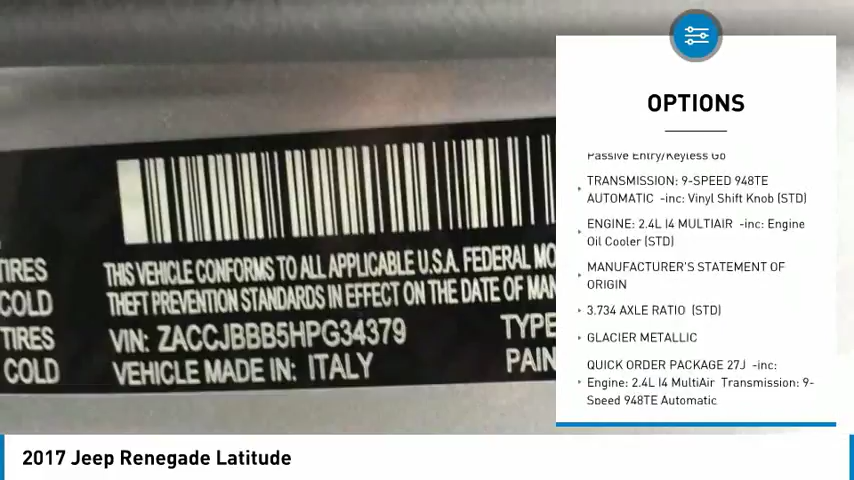 TIRES
COLD
TIRES
COLD
THIS VEHICLE CONFORMS TO ALL APPLICABLE U.S.A. FEDERAL MO
THEFT PREVENTION STANDARDS IN EFFECT ON THE DATE OF MAN
VIN: ZACCJBBB5HPG34379
TYPE
VEHICLE MADE IN: ITALY
PAIN
OPTIONS
Passive Entry/Keyless Go
TRANSMISSION: 9-SPEED 948TE
AUTOMATIC -inc: Vinyl Shift Knob (STD)
ENGINE: 2.4L I4 MULTIAIR -inc: Engine
Oil Cooler (STD)
MANUFACTURER'S STATEMENT OF
ORIGIN
3.734 AXLE RATIO (STD)
GLACIER METALLIC
QUICK ORDER PACKAGE 27J -inc:
Engine: 2.4L I4 MultiAir Transmission: 9-
Speed 948TE Automatic
2017 Jeep Renegade Latitude